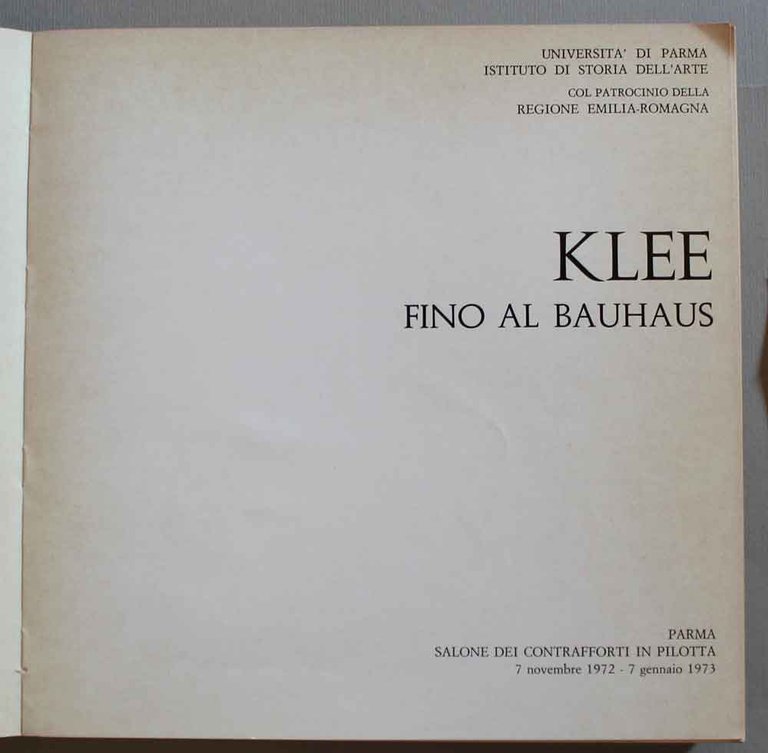 UNIVERSITA' DI PARMA
ISTITUTO DI STORIA DELL'ARTE
COL PATROCINIO DELLA
REGIONE EMILIA-ROMAGNA
KLEE
FINO AL BAUHAUS
PARMA
SALONE DEI CONTRAFFORTI IN PILOTTA
7 novembre 1972 - 7 gennaio 1973